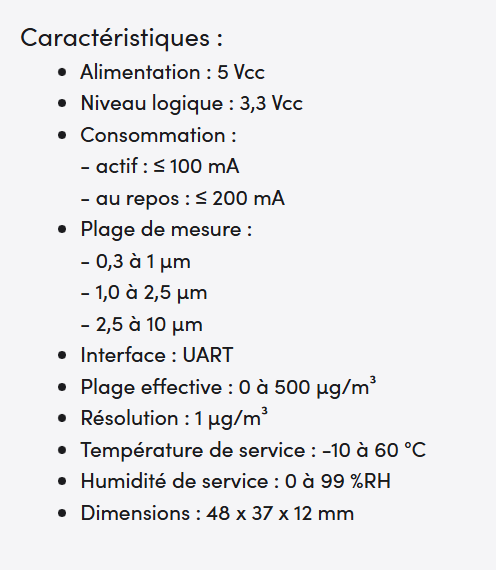 Caractéristiques :
• Alimentation : 5 Vcc
• Niveau logique : 3,3 Vcc
• Consommation :
- actif : ≤ 100 mA
- au repos : ≤ 200 mA
• Plage de mesure :
- 0,3 à 1 µm
- 1,0 à 2,5 µm
- 2,5 à 10 µm
• Interface : UART
• Plage effective : 0 à 500 µg/m³
• Résolution : 1 µg/m³
• Température de service : -10 à 60 °C
• Humidité de service : 0 à 99 %RH
• Dimensions : 48 x 37 x 12 mm